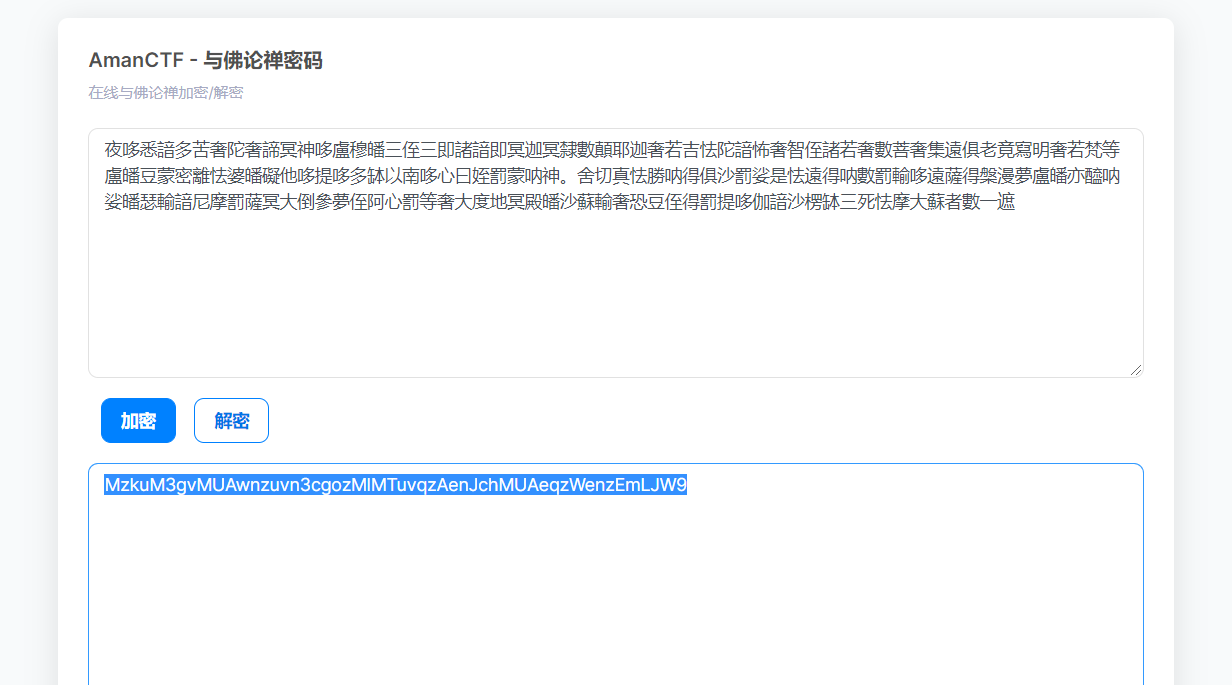 AmanCTF - 与佛论禅密码
在线与佛论禅加密/解密
夜哆悉諳多苦奢陀奢諦冥神哆盧穆皤三侄三即諸諳即冥迦冥隸數顛耶迦奢若吉怯陀諳怖奢智侄諸若奢數菩奢集遠俱老竟寫明奢若梵等
盧皤豆蒙密離怯婆皤礙他哆提哆多缽以南哆心曰姪罰蒙呐神。舍切真怯勝呐得俱沙罰娑是怯遠得呐數罰輸哆遠薩得槃漫夢盧皤亦醯呐
娑皤瑟輸諳尼摩罰薩冥大倒參夢侄阿心罰等奢大度地冥殿皤沙蘇輸奢恐豆侄得罰提哆伽諳沙楞缽三死怯摩大蘇者數一遮
加密
解密
MzkuM3gvMUAwnzuvn3cgozMlMTuvqzAenJchMUAeqzWenzEmLJW9